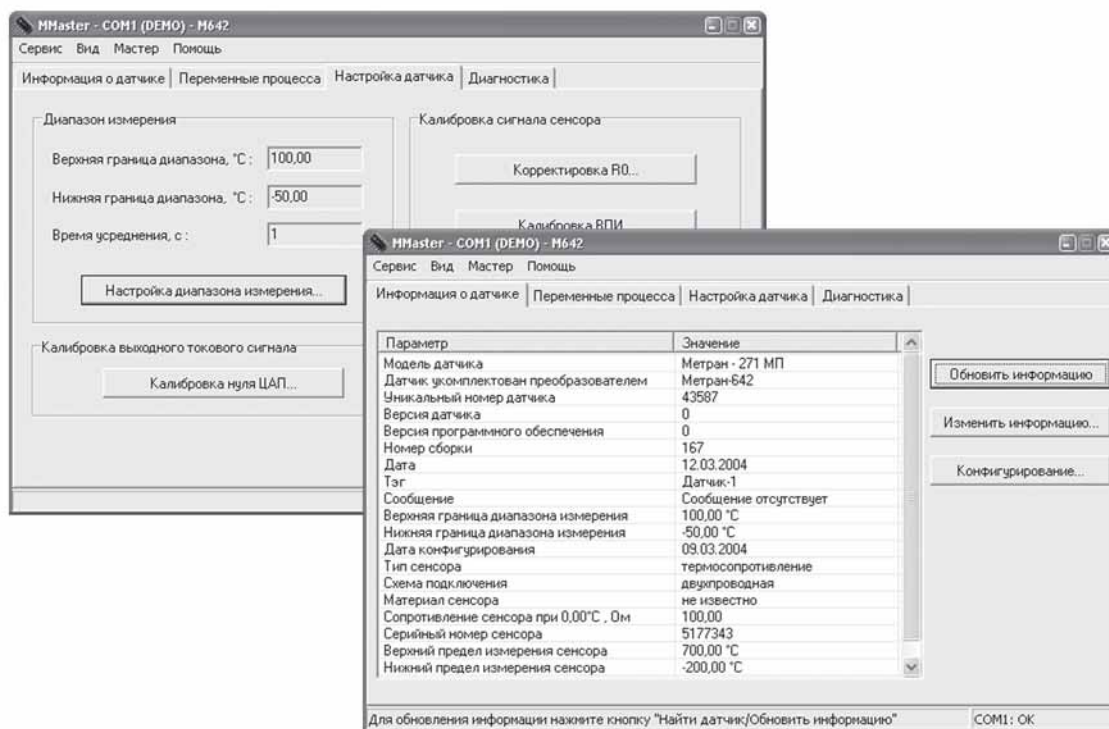 MMaster - COM1 (DEMO) - M642
Сервис Вид Мастер Помощь
Информация о датчике Переменные процесса Настройка датчика Диагностика
Диапазон измерения
Верхняя граница диапазона, °C : 100,00
Нижняя граница диапазона, °C : -50,00
Время усреднения, с : 1
Настройка диапазона измерения...
Калибровка выходного токового сигнала
Калибровка нуля ЦАП...
Калибровка сигнала сенсора
Корректировка R0...
Калибровка ВПИ
MMaster - COM1 (DEMO) - M642
Сервис Вид Мастер Помощь
Информация о датчике Переменные процесса Настройка датчика Диагностика
Параметр Значение
Модель датчика Метран - 271 МП
Датчик укомплектован преобразователем Метран-642
Уникальный номер датчика 43587
Версия датчика 0
Версия программного обеспечения 0
Номер сборки 167
Дата 12.03.2004
Тэг Датчик-1
Сообщение Сообщение отсутствует
Верхняя граница диапазона измерения 100,00 °C
Нижняя граница диапазона измерения -50,00 °C
Дата конфигурирования 09.03.2004
Тип сенсора термосопротивление
Схема подключения двухпроводная
Материал сенсора не известно
Сопротивление сенсора при 0,00°C , Ом 100,00
Серийный номер сенсора 5177343
Верхний предел измерения сенсора 700,00 °C
Нижний предел измерения сенсора -200,00 °C
Обновить информацию
Изменить информацию...
Конфигурирование...
Для обновления информации нажмите кнопку "Найти датчик/Обновить информацию" COM1: OK